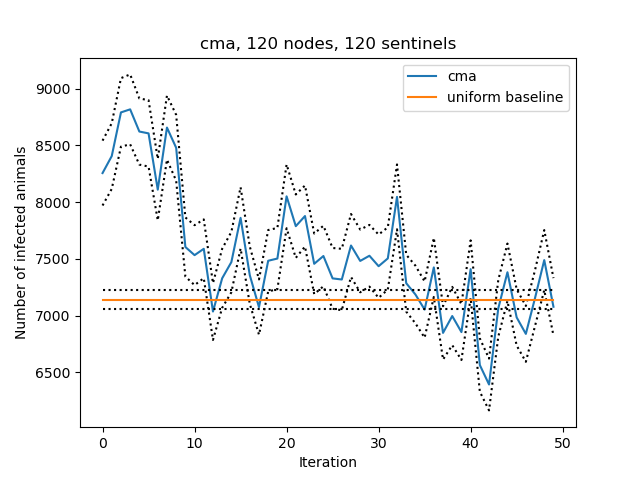 cma, 120 nodes, 120 sentinels
cma
uniform baseline
Number of infected animals
9000
8500
8000
7500
7000
6500
0 10 20 30 40 50
Iteration